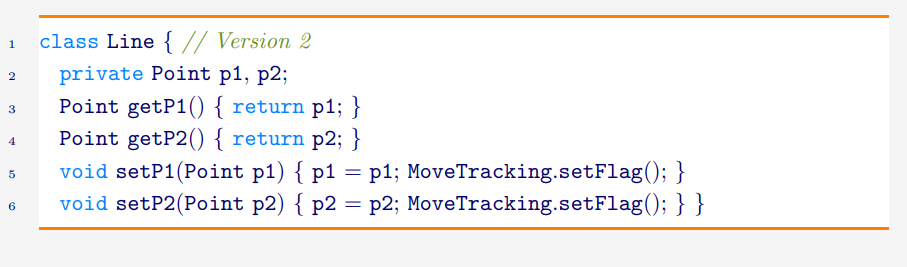 1 class Line { // Version 2
2 private Point p1, p2;
3 Point getP1() { return p1; }
4 Point getP2() { return p2; }
5 void setP1(Point p1) { p1 = p1; MoveTracking.setFlag(); }
6 void setP2(Point p2) { p2 = p2; MoveTracking.setFlag(); } }